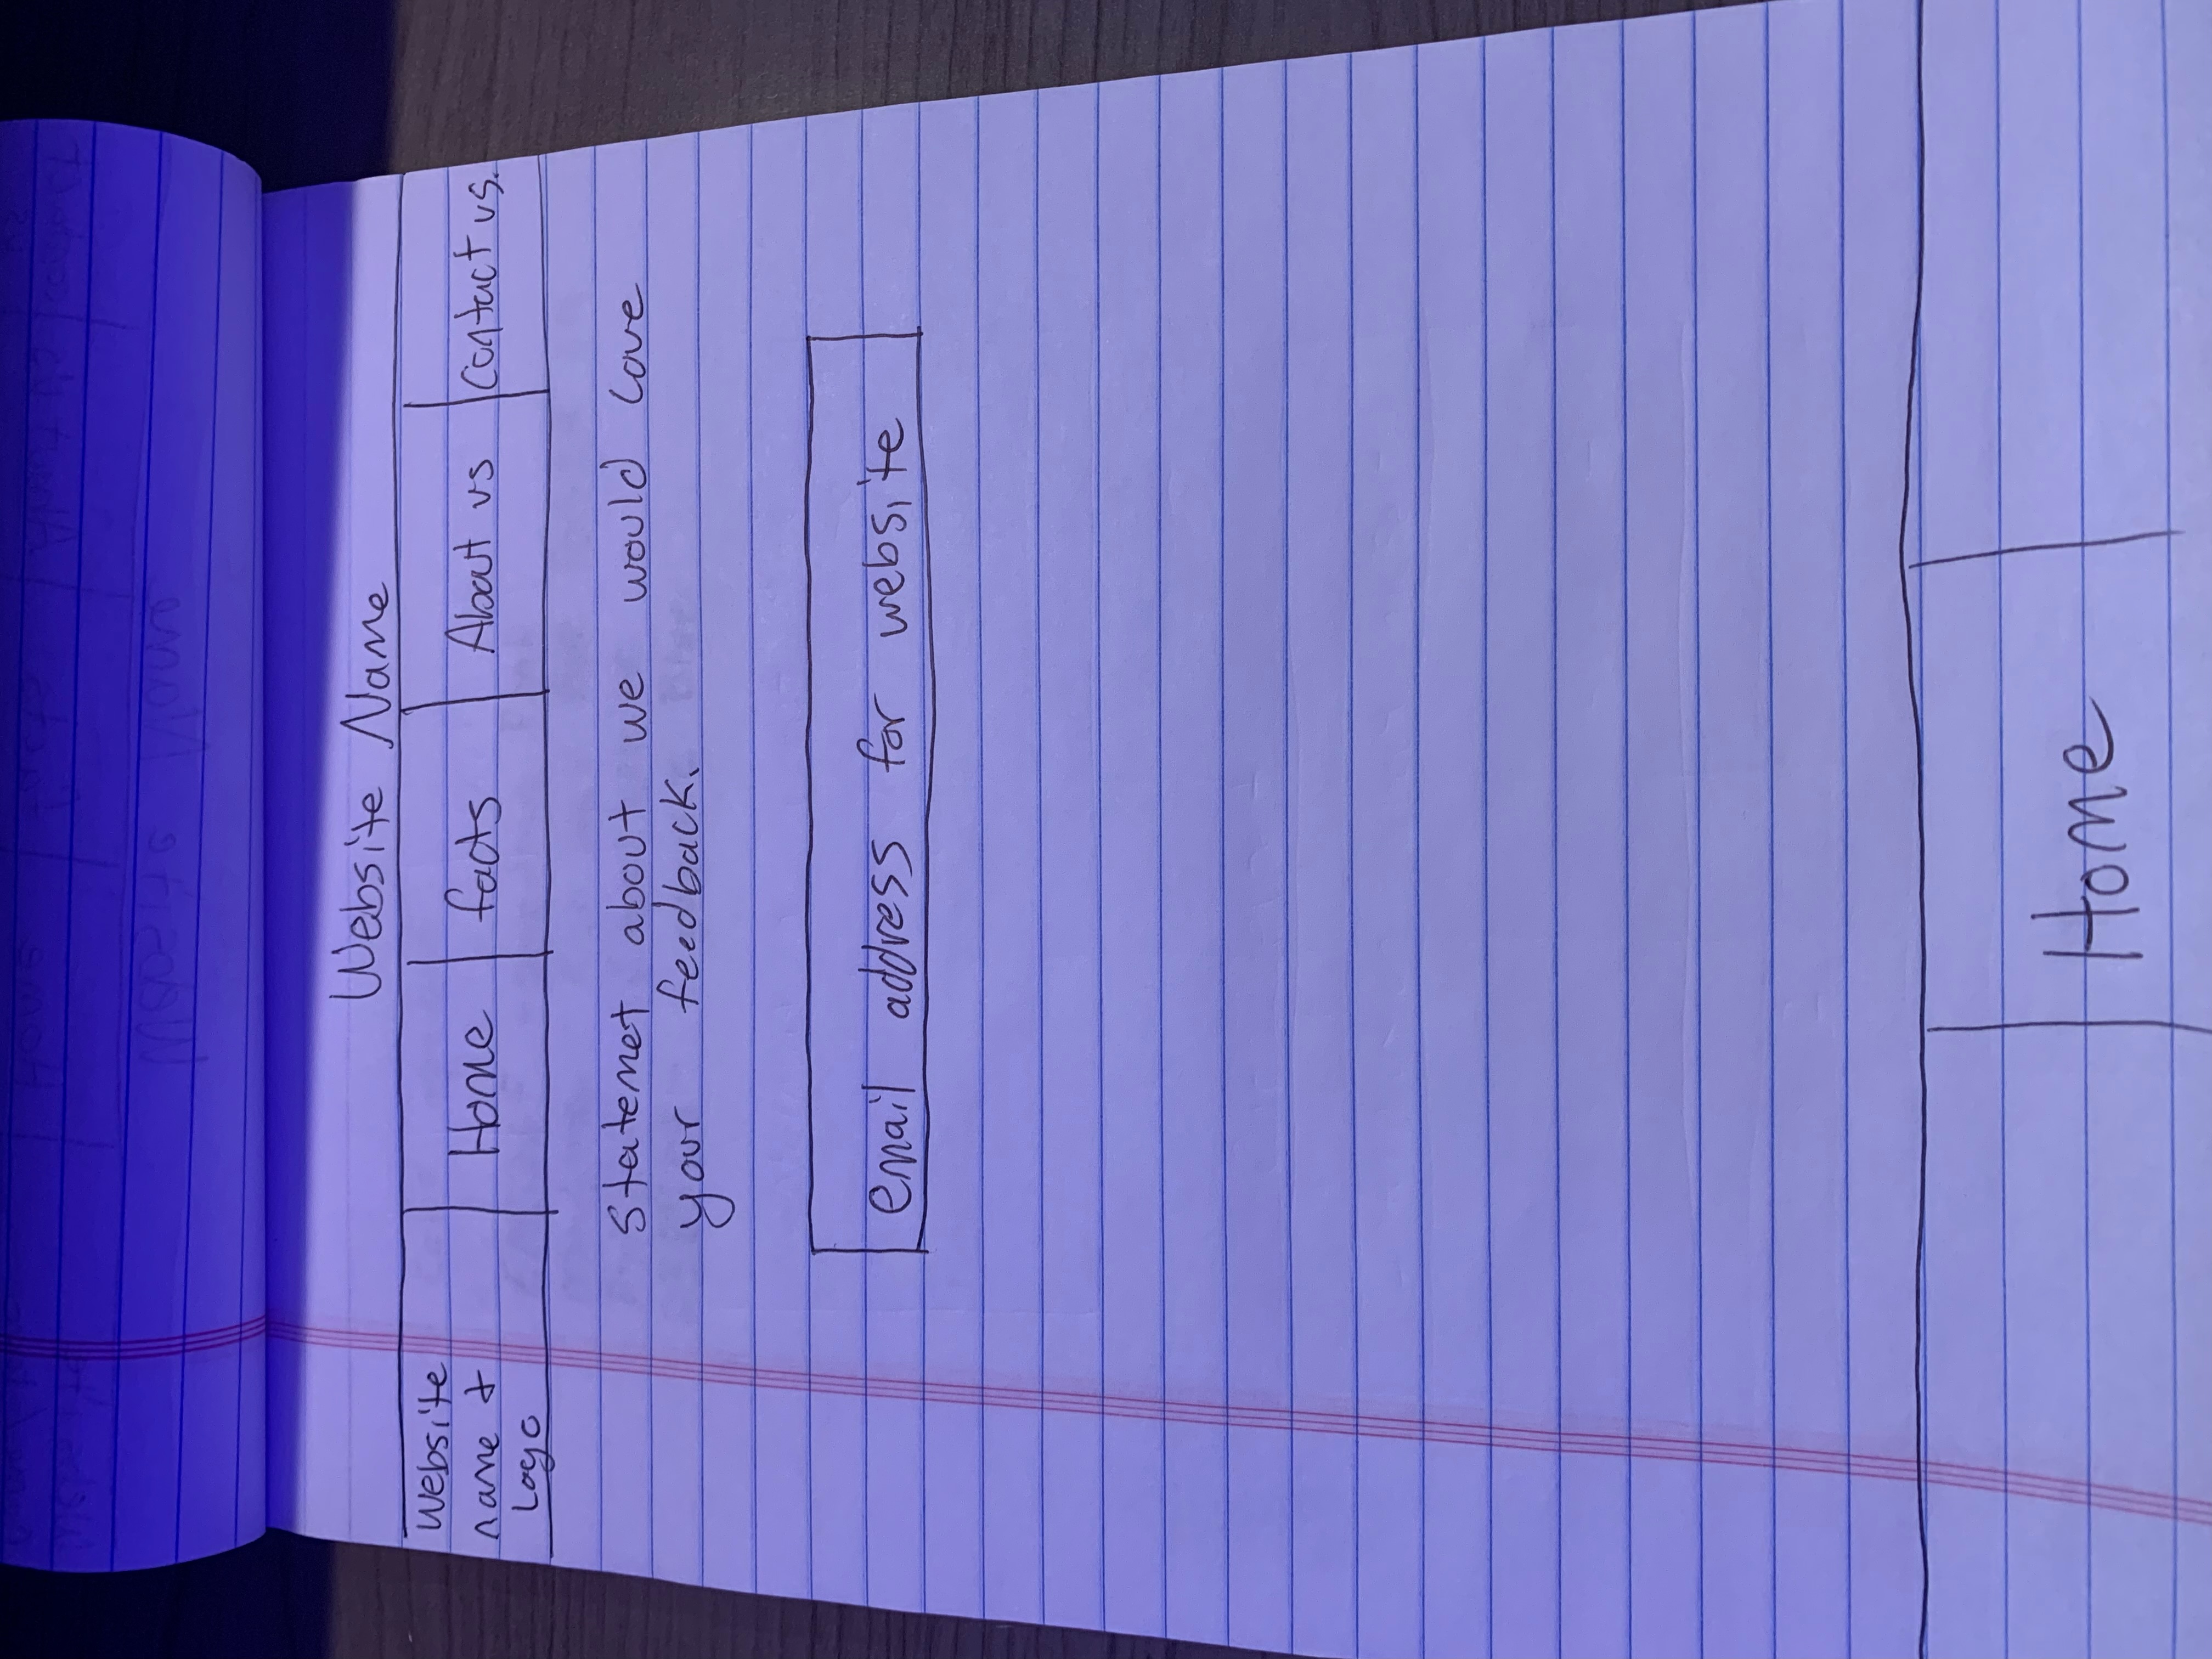 Website Name
Website
name &
Logo
Home
facts
About us
Contact us.
Statemet about we would love
your feedback.
email address for website
Home